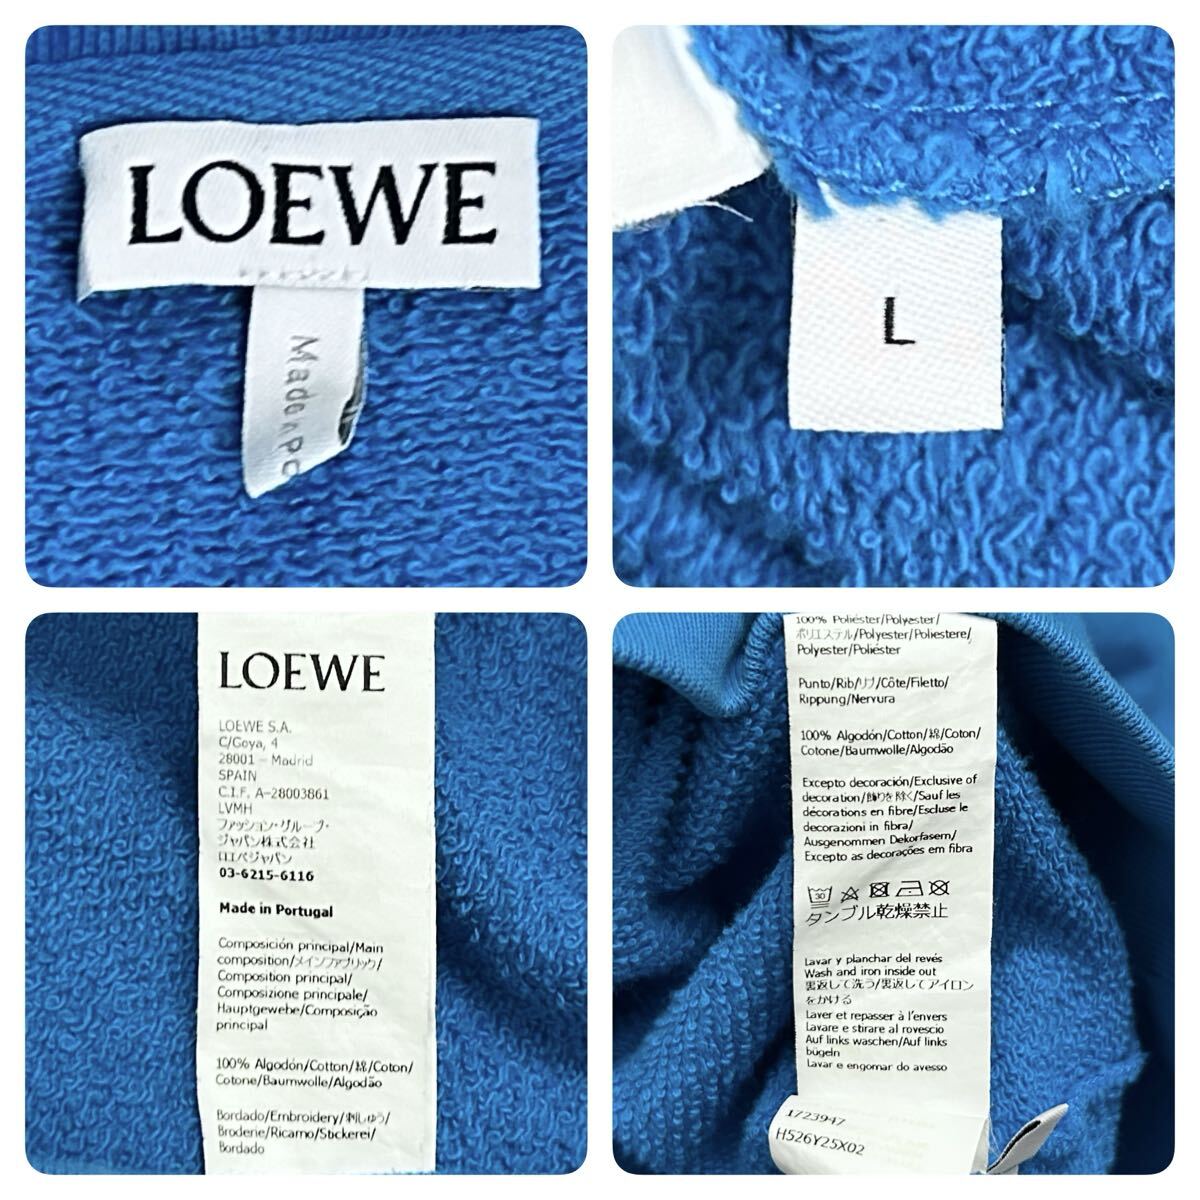 LOEWE
Made in Po
L
LOEWE
LOEWE S.A.
C/Goya, 4
28001 - Madrid
SPAIN
C.I.F. A-28003861
LVMH
ファッション・グループ・
ジャパン株式会社
ロエベジャパン
03-6215-6116
Made in Portugal
Composición principal/Main
composition/メインファブリック/
Composition principal/
Composizione principale/
Hauptgewebe/Composição
principal
100% Algodón/Cotton/綿/Coton/
Cotone/Baumwolle/Algodão
Bordado/Embroidery/刺しゅう/
Broderie/Ricamo/Stickerei/
Bordado
100% Poliéster/Polyester/
ポリエステル/Polyester/Poliestere/
Polyester/Poliéster
Punto/Rib/リブ/Côte/Filetto/
Rippung/Nervura
100% Algodón/Cotton/綿/Coton/
Cotone/Baumwolle/Algodão
Excepto decoración/Exclusive of
decoration/飾りを除く/Sauf les
décorations en fibre/Escluse le
decorazioni in fibra/
Ausgenommen Dekorfasern/
Excepto as decorações em fibra
30
タンブル乾燥禁止
Lavar y planchar del revés
Wash and iron inside out
裏返して洗う/裏返してアイロン
をかける
Laver et repasser à l'envers
Lavare e stirare al rovescio
Auf links waschen/Auf links
bügeln
Lavar e engomar do avesso
1723947
H526Y25X02